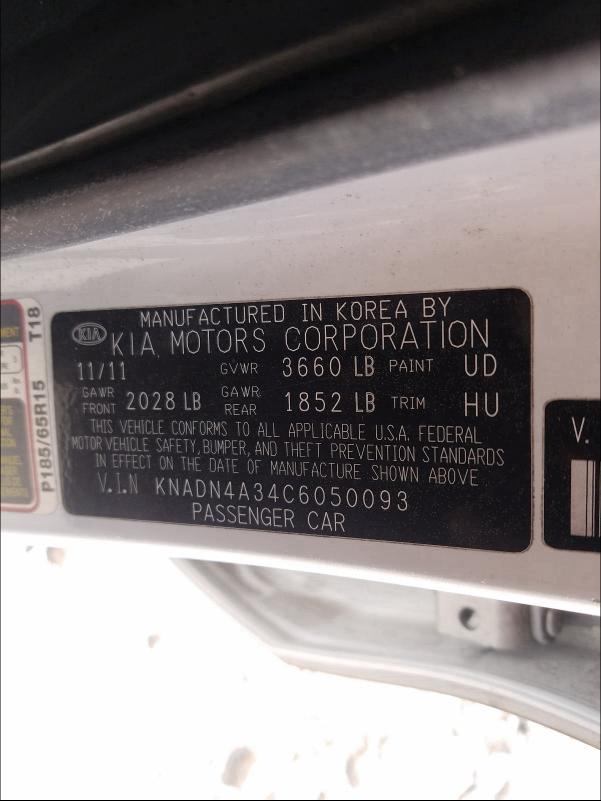 MANUFACTURED IN KOREA BY
KIA KIA MOTORS CORPORATION
11/11 GVWR 3660 LB PAINT UD
GAWR FRONT 2028 LB GAWR REAR 1852 LB TRIM HU
THIS VEHICLE CONFORMS TO ALL APPLICABLE U.S.A. FEDERAL
MOTOR VEHICLE SAFETY, BUMPER, AND THEFT PREVENTION STANDARDS
IN EFFECT ON THE DATE OF MANUFACTURE SHOWN ABOVE
V.I.N KNADN4A34C6050093
PASSENGER CAR
P185/65R15 T18
V.